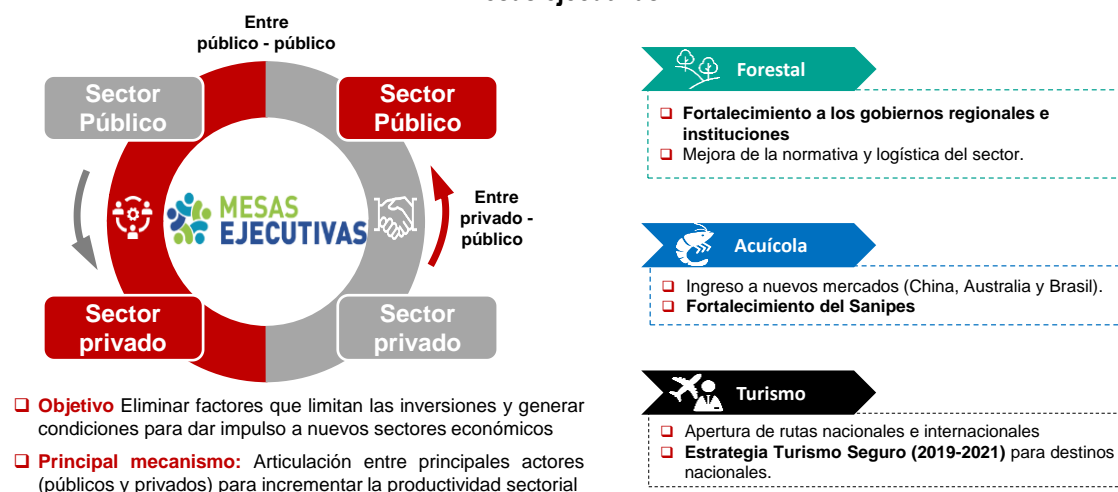 Entre
público - público
Sector
Público
Sector
Público
MESAS
EJECUTIVAS
Entre
privado -
público
Sector
privado
Sector
privado
❑ Objetivo Eliminar factores que limitan las inversiones y generar
condiciones para dar impulso a nuevos sectores económicos
❑ Principal mecanismo: Articulación entre principales actores
(públicos y privados) para incrementar la productividad sectorial
Forestal
❑ Fortalecimiento a los gobiernos regionales e
instituciones
❑ Mejora de la normativa y logística del sector.
Acuícola
❑ Ingreso a nuevos mercados (China, Australia y Brasil).
❑ Fortalecimiento del Sanipes
Turismo
❑ Apertura de rutas nacionales e internacionales
❑ Estrategia Turismo Seguro (2019-2021) para destinos
nacionales.